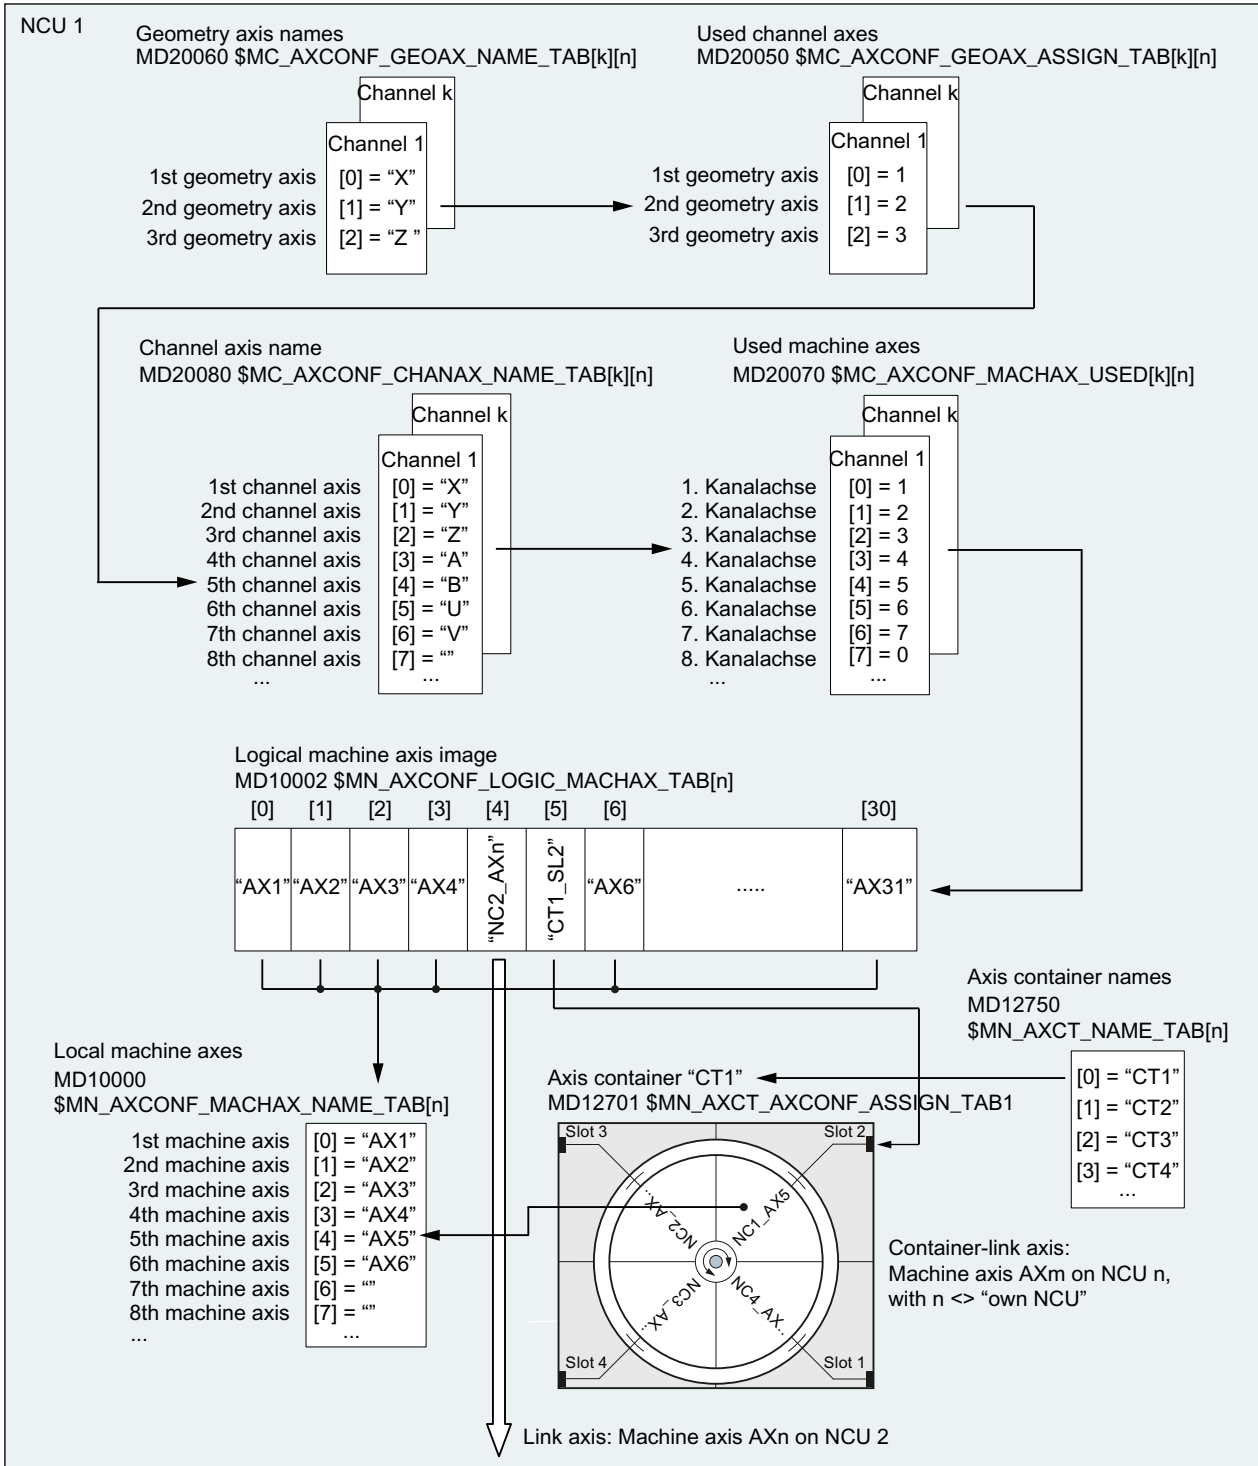 NCU 1
Geometry axis names
MD20060 $MC_AXCONF_GEOAX_NAME_TAB[k][n]
Channel k
Channel 1
1st geometry axis [0] = “X”
2nd geometry axis [1] = “Y”
3rd geometry axis [2] = “Z ”
Used channel axes
MD20050 $MC_AXCONF_GEOAX_ASSIGN_TAB[k][n]
Channel k
Channel 1
1st geometry axis [0] = 1
2nd geometry axis [1] = 2
3rd geometry axis [2] = 3
Channel axis name
MD20080 $MC_AXCONF_CHANAX_NAME_TAB[k][n]
Channel k
Channel 1
1st channel axis [0] = “X”
2nd channel axis [1] = “Y”
3rd channel axis [2] = “Z”
4th channel axis [3] = “A”
5th channel axis [4] = “B”
6th channel axis [5] = “U”
7th channel axis [6] = “V”
8th channel axis [7] = “”
... ...
Used machine axes
MD20070 $MC_AXCONF_MACHAX_USED[k][n]
Channel k
Channel 1
1. Kanalachse [0] = 1
2. Kanalachse [1] = 2
3. Kanalachse [2] = 3
4. Kanalachse [3] = 4
5. Kanalachse [4] = 5
6. Kanalachse [5] = 6
7. Kanalachse [6] = 7
8. Kanalachse [7] = 0
... ...
Logical machine axis image
MD10002 $MN_AXCONF_LOGIC_MACHAX_TAB[n]
[0] [1] [2] [3] [4] [5] [6] [30]
“AX1” “AX2” “AX3” “AX4” “NC2_AXn” “CT1_SL2” “AX6” ..... “AX31”
Axis container names
MD12750
$MN_AXCT_NAME_TAB[n]
[0] = “CT1”
[1] = “CT2”
[2] = “CT3”
[3] = “CT4”
...
Local machine axes
MD10000
$MN_AXCONF_MACHAX_NAME_TAB[n]
1st machine axis [0] = “AX1”
2nd machine axis [1] = “AX2”
3rd machine axis [2] = “AX3”
4th machine axis [3] = “AX4”
5th machine axis [4] = “AX5”
6th machine axis [5] = “AX6”
7th machine axis [6] = “”
8th machine axis [7] = “”
... ...
Axis container “CT1”
MD12701 $MN_AXCT_AXCONF_ASSIGN_TAB1
Slot 3
Slot 2
NC2_AX...
NC1_AX5
NC3_AX...
NC4_AX...
Slot 4
Slot 1
Container-link axis:
Machine axis AXm on NCU n,
with n <> “own NCU”
Link axis: Machine axis AXn on NCU 2